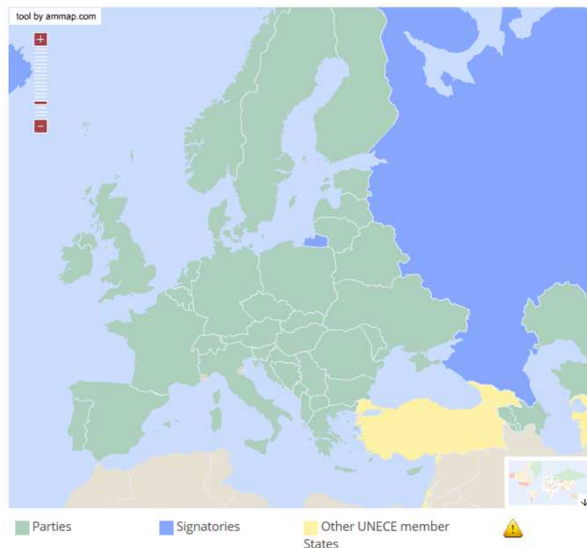 tool by ammap.com
+
−
Parties
Signatories
Other UNECE member
States